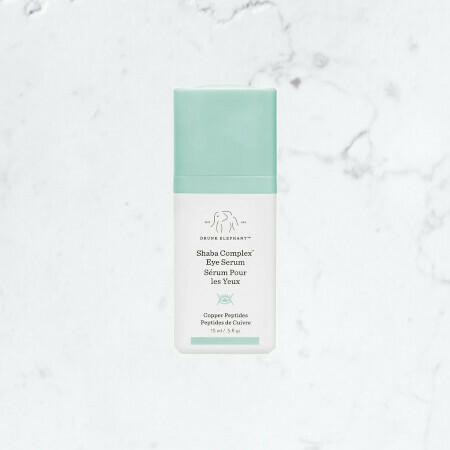 DRUNK ELEPHANT™
Shaba Complex™
Eye Serum
Sérum Pour
les Yeux
Copper Peptides
Peptides de Cuivre
15 ml / .5 fl oz